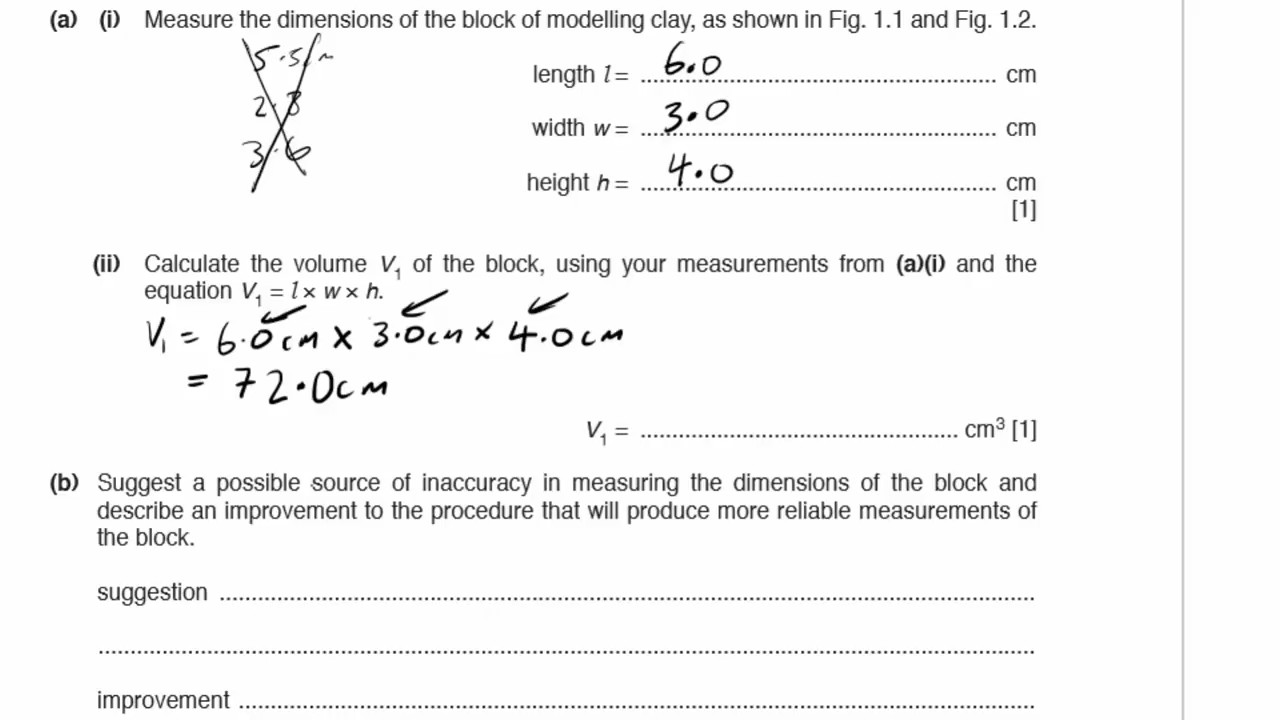 (a) (i) Measure the dimensions of the block of modelling clay, as shown in Fig. 1.1 and Fig. 1.2.
5.5
length l = 6.0 cm
2.8
width w = 3.0 cm
3.6
height h = 4.0 cm
[1]
(ii) Calculate the volume V₁ of the block, using your measurements from (a)(i) and the
equation V₁ = l × w × h.
V₁ = 6.0cm × 3.0cm × 4.0cm
= 72.0cm
V₁ = ........ cm³ [1]
(b) Suggest a possible source of inaccuracy in measuring the dimensions of the block and
describe an improvement to the procedure that will produce more reliable measurements of
the block.
suggestion ........
improvement ........